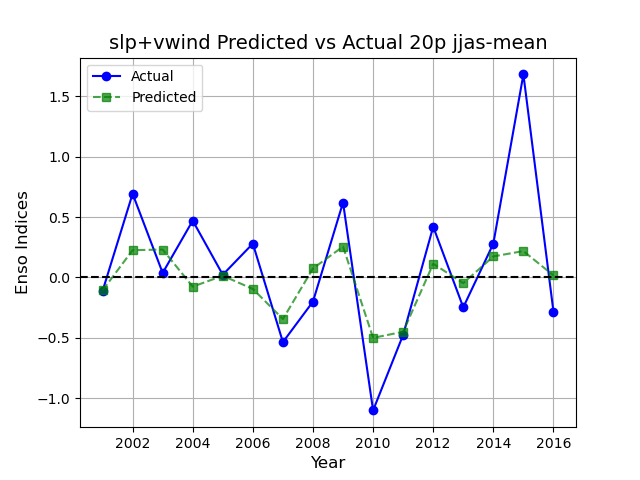 slp+vwind Predicted vs Actual 20p jjas-mean
Actual
Predicted
Enso Indices
1.5
1.0
0.5
0.0
−0.5
−1.0
2002 2004 2006 2008 2010 2012 2014 2016
Year